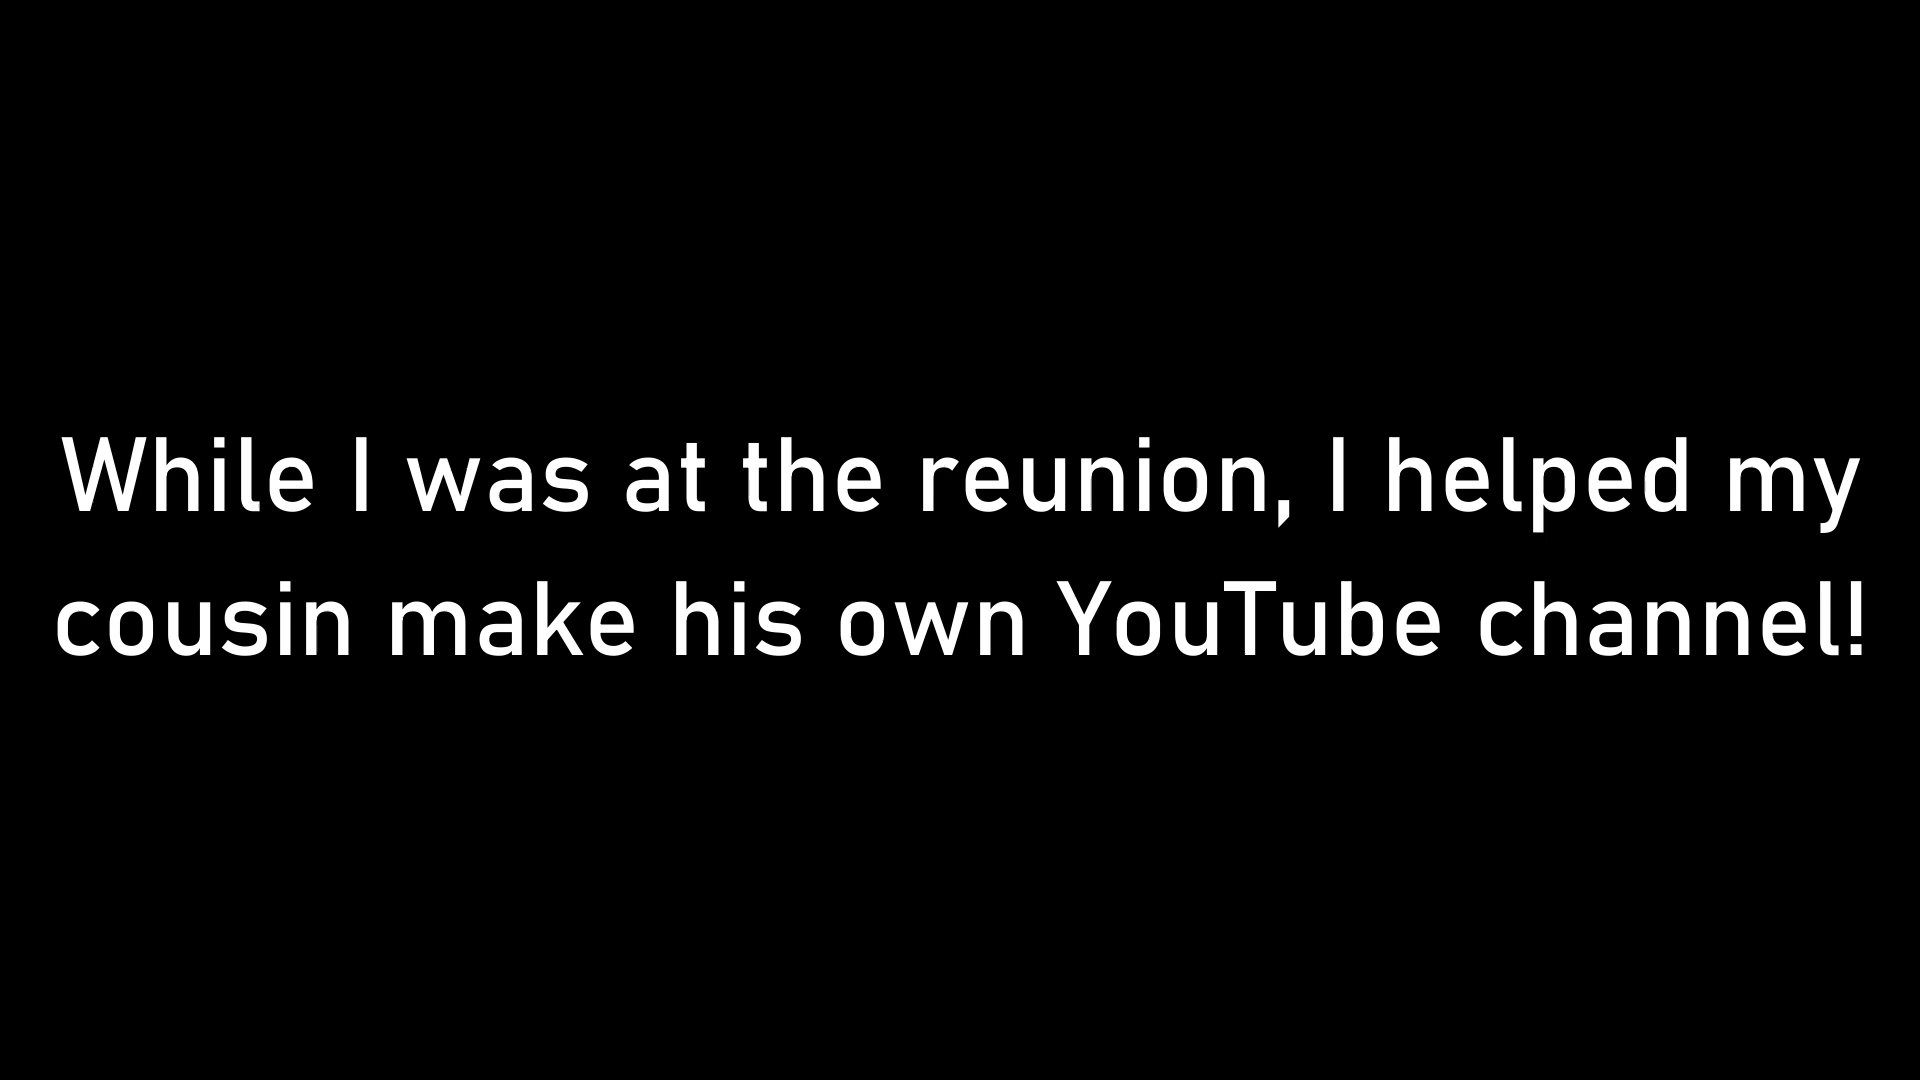 While I was at the reunion, I helped my
cousin make his own YouTube channel!